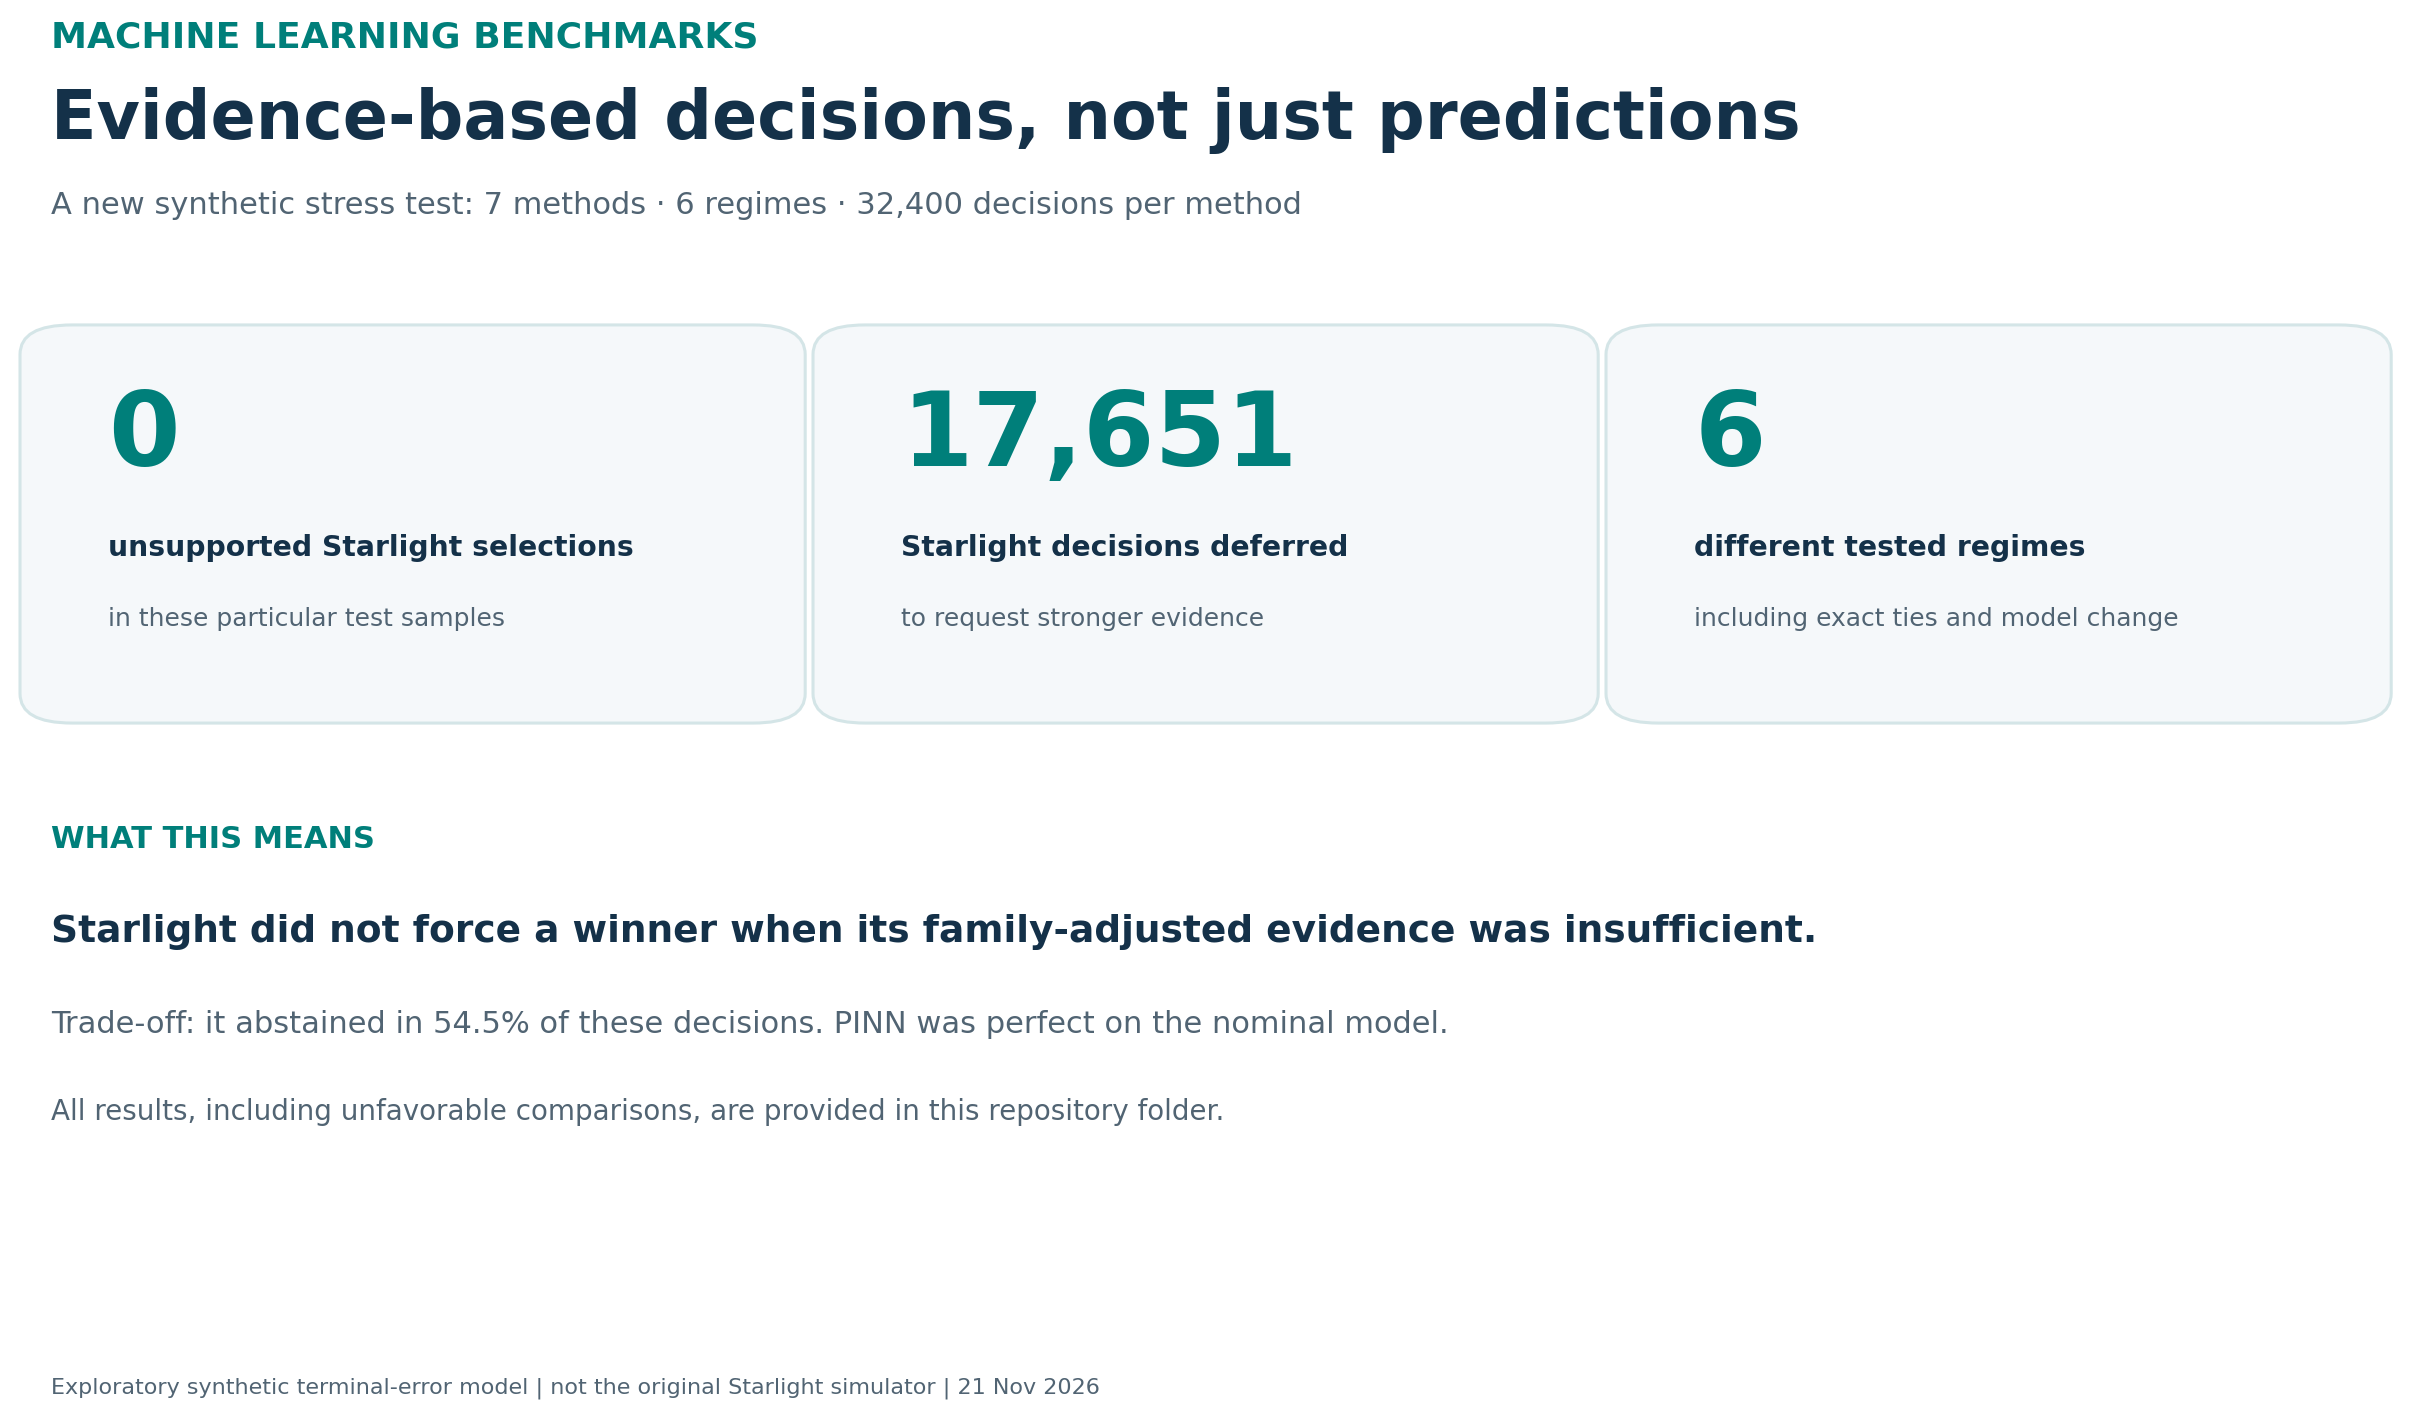 MACHINE LEARNING BENCHMARKS
Evidence-based decisions, not just predictions
A new synthetic stress test: 7 methods · 6 regimes · 32,400 decisions per method
0
unsupported Starlight selections
in these particular test samples
17,651
Starlight decisions deferred
to request stronger evidence
6
different tested regimes
including exact ties and model change
WHAT THIS MEANS
Starlight did not force a winner when its family-adjusted evidence was insufficient.
Trade-off: it abstained in 54.5% of these decisions. PINN was perfect on the nominal model.
All results, including unfavorable comparisons, are provided in this repository folder.
Exploratory synthetic terminal-error model | not the original Starlight simulator | 21 Nov 2026